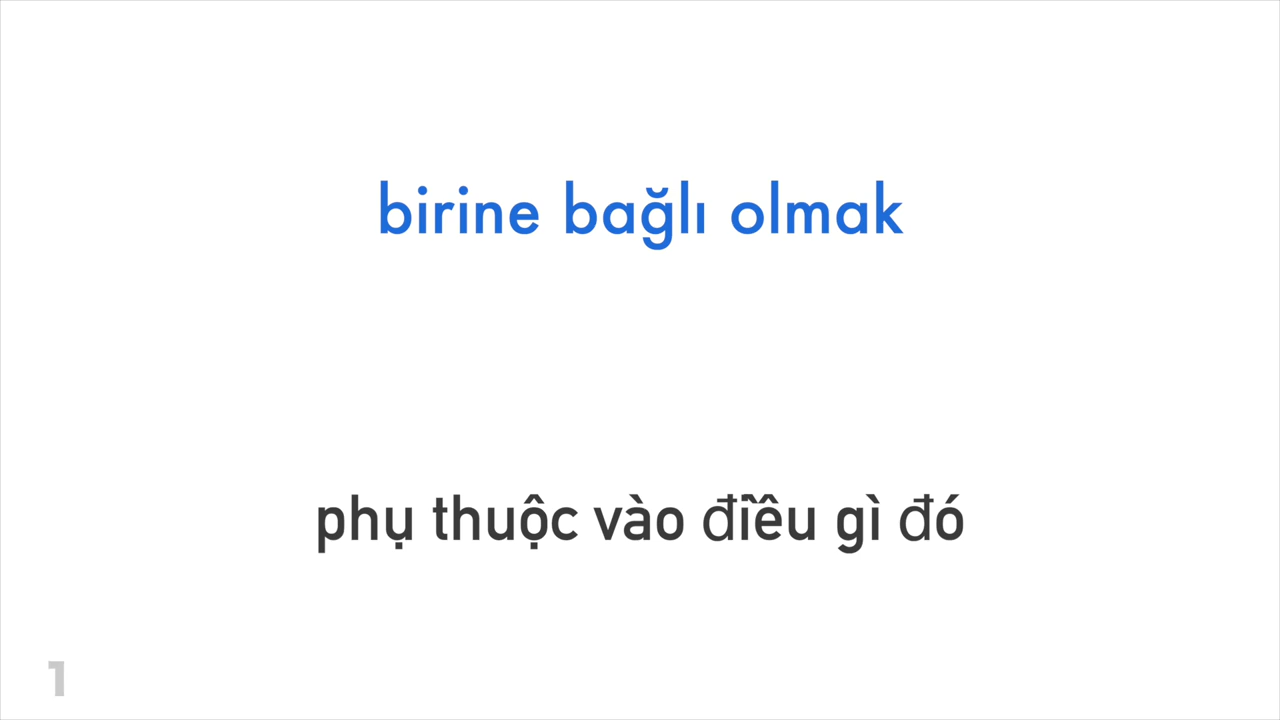 birine bağlı olmak
phụ thuộc vào điều gì đó
1